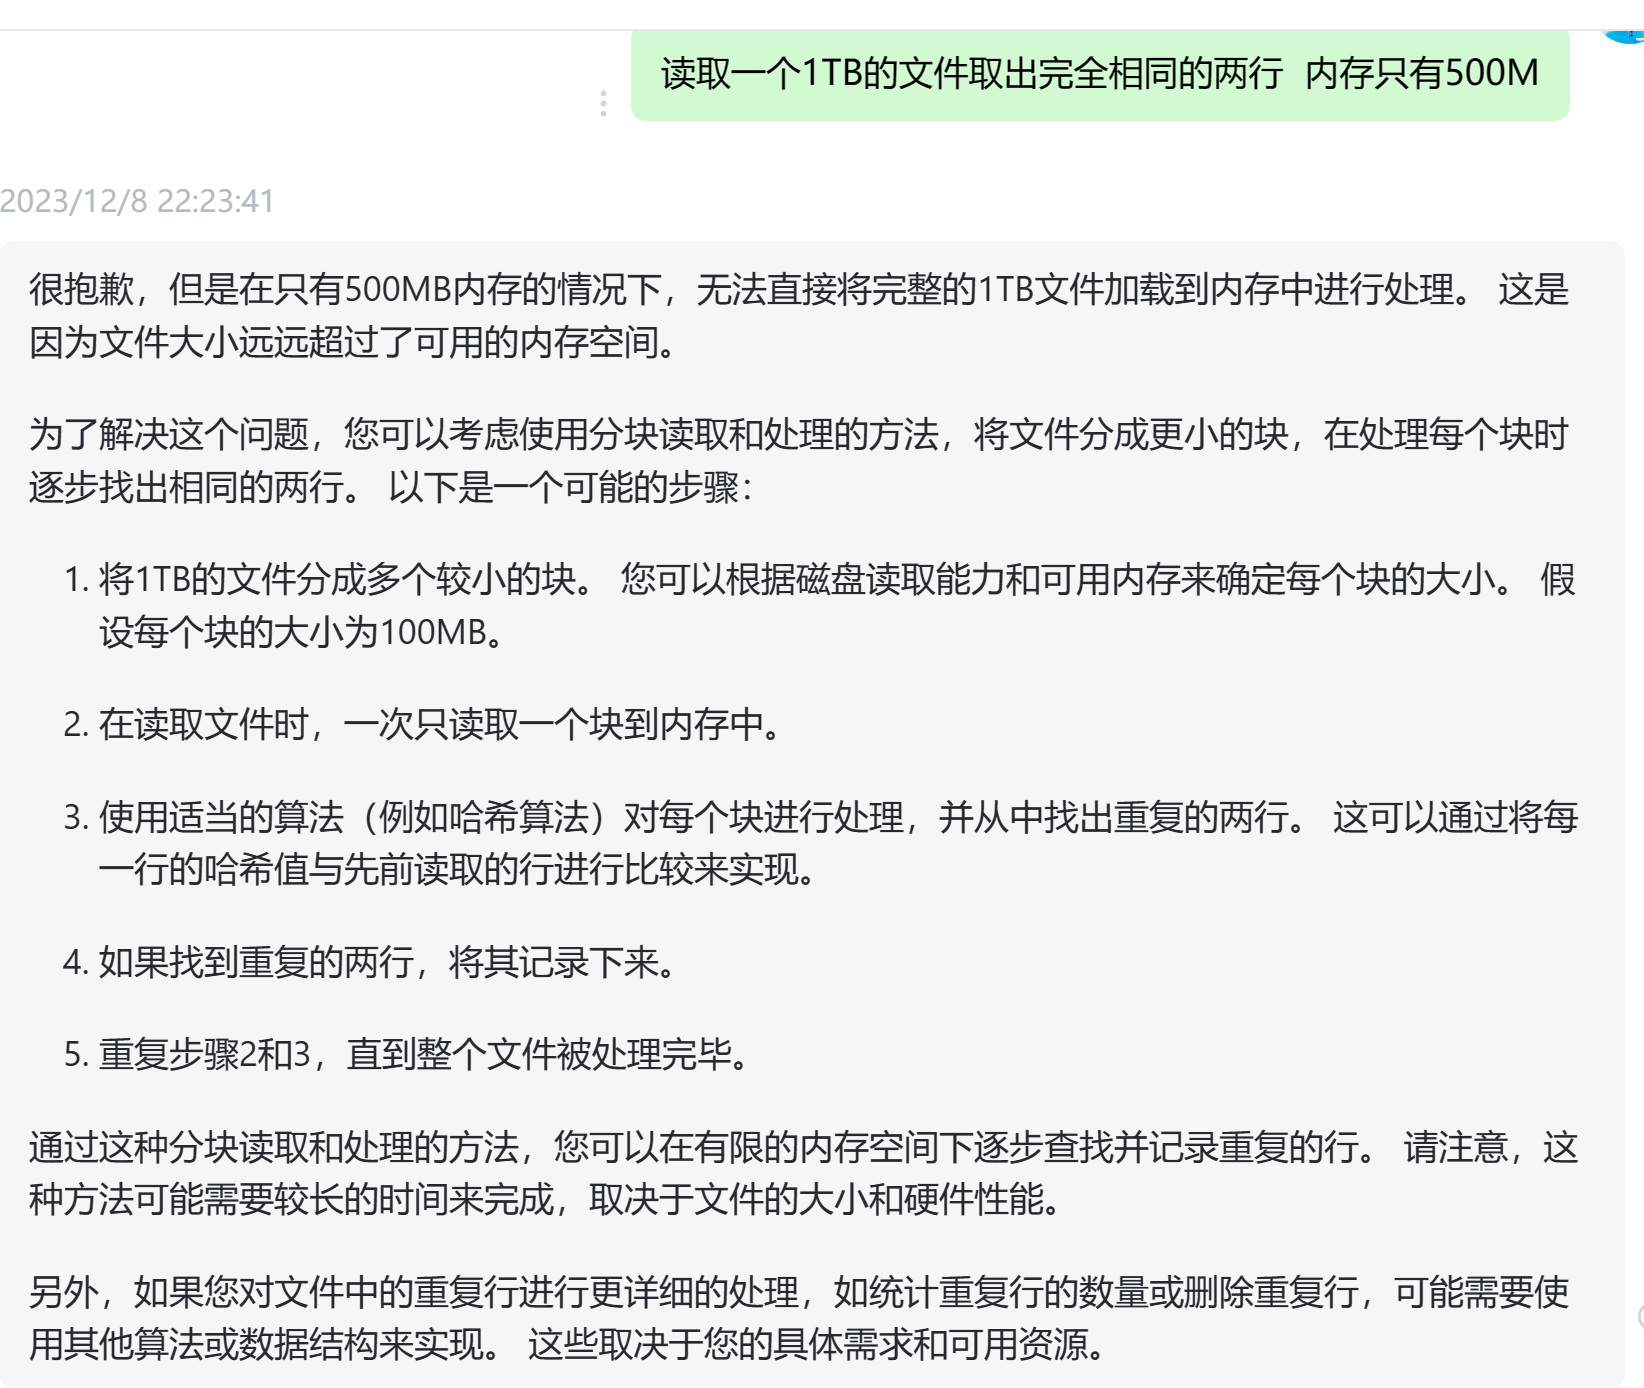 读取一个1TB的文件取出完全相同的两行 内存只有500M
2023/12/8 22:23:41
很抱歉，但是在只有500MB内存的情况下，无法直接将完整的1TB文件加载到内存中进行处理。 这是
因为文件大小远远超过了可用的内存空间。
为了解决这个问题，您可以考虑使用分块读取和处理的方法，将文件分成更小的块，在处理每个块时
逐步找出相同的两行。 以下是一个可能的步骤：
1. 将1TB的文件分成多个较小的块。 您可以根据磁盘读取能力和可用内存来确定每个块的大小。 假
设每个块的大小为100MB。
2. 在读取文件时，一次只读取一个块到内存中。
3. 使用适当的算法（例如哈希算法）对每个块进行处理，并从中找出重复的两行。 这可以通过将每
一行的哈希值与先前读取的行进行比较来实现。
4. 如果找到重复的两行，将其记录下来。
5. 重复步骤2和3，直到整个文件被处理完毕。
通过这种分块读取和处理的方法，您可以在有限的内存空间下逐步查找并记录重复的行。 请注意，这
种方法可能需要较长的时间来完成，取决于文件的大小和硬件性能。
另外，如果您对文件中的重复行进行更详细的处理，如统计重复行的数量或删除重复行，可能需要使
用其他算法或数据结构来实现。 这些取决于您的具体需求和可用资源。